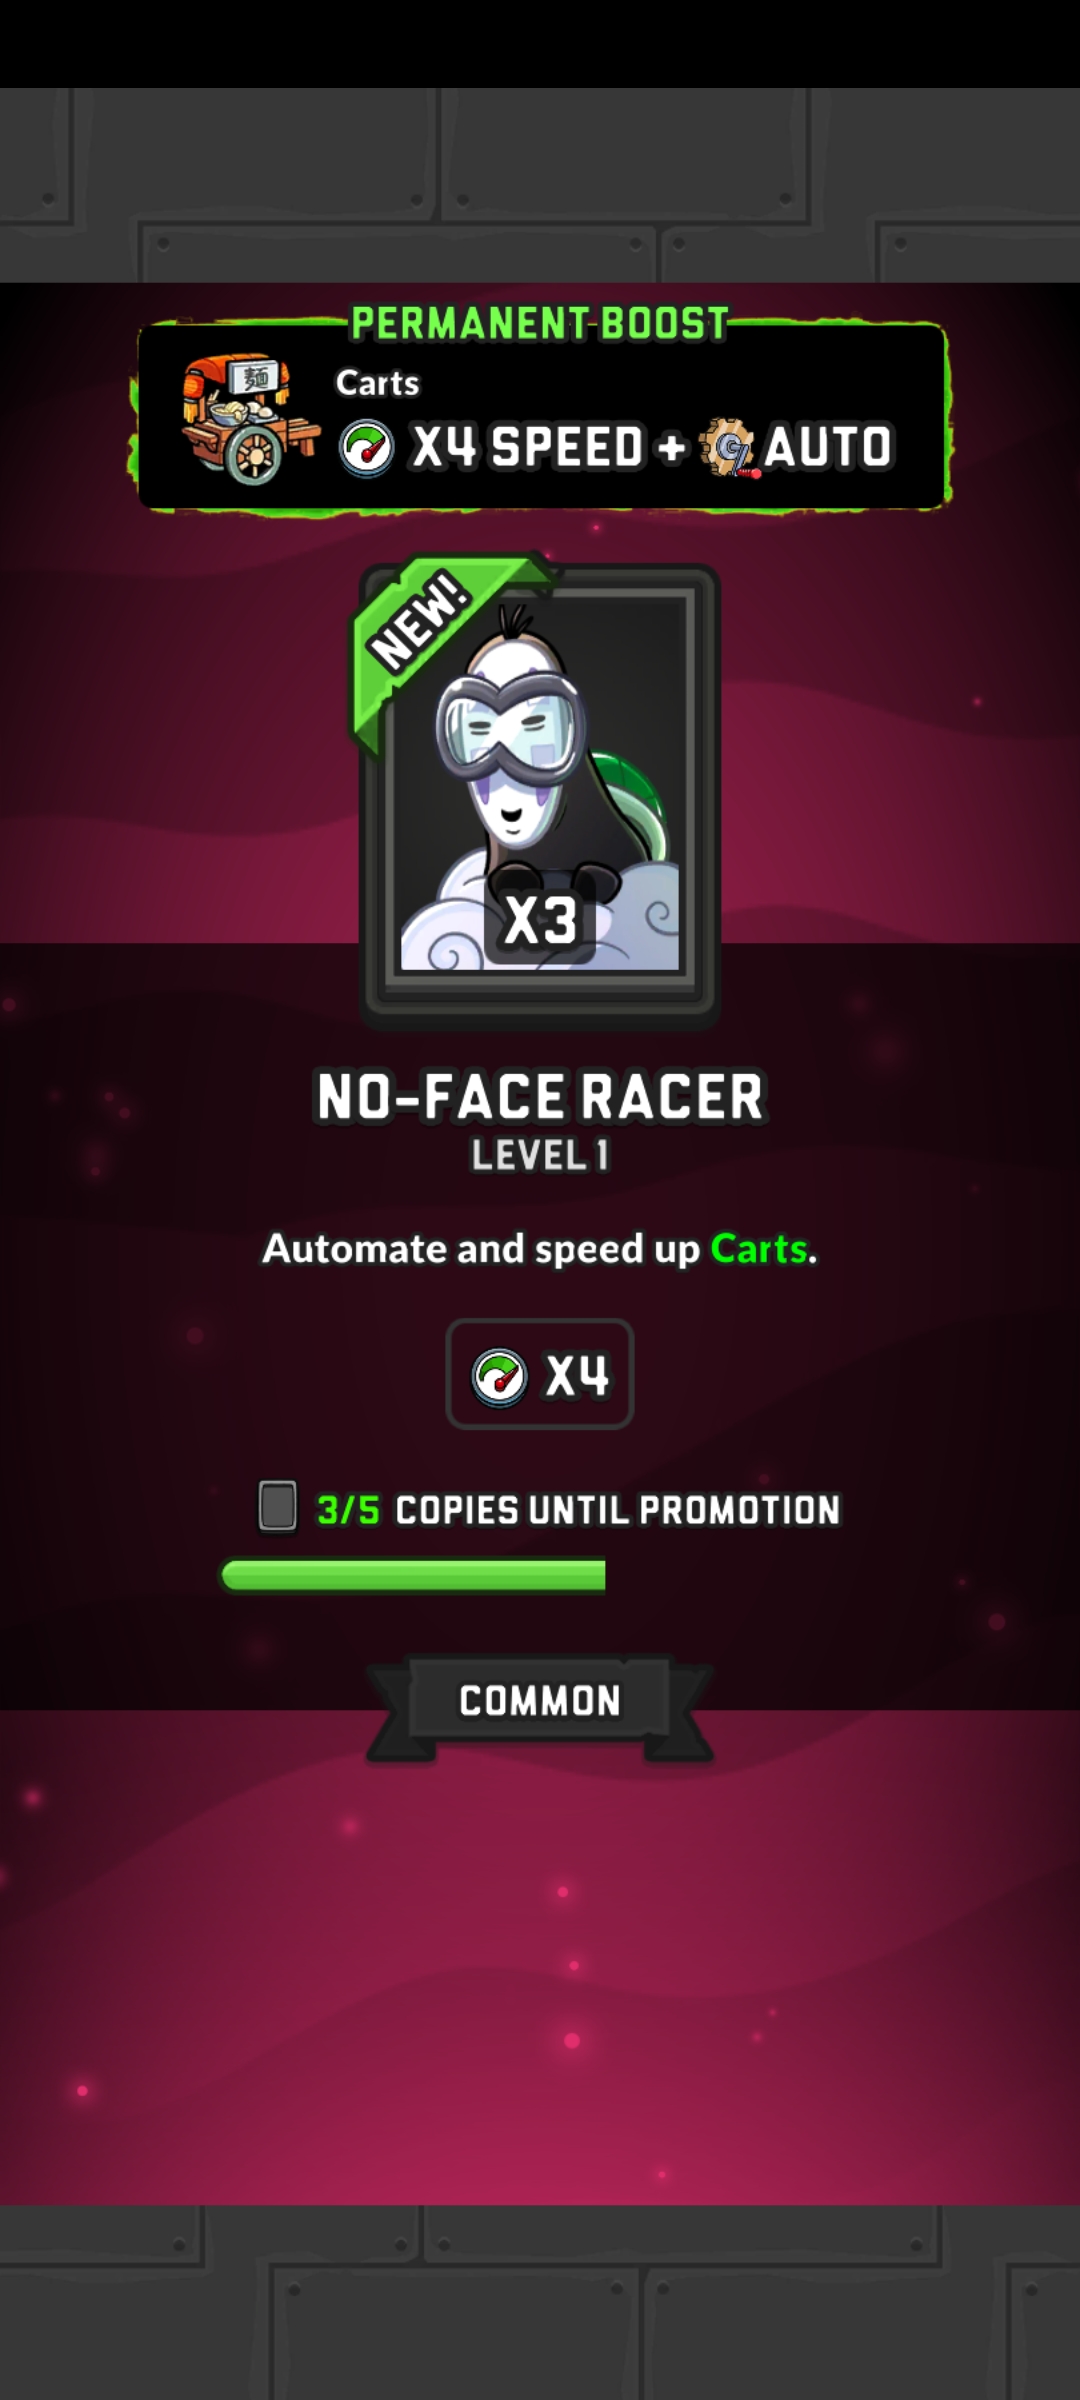 PERMANENT BOOST
麺
Carts
X4 SPEED + AUTO
NEW!
X3
NO-FACE RACER
LEVEL 1
Automate and speed up Carts.
X4
3/5 COPIES UNTIL PROMOTION
COMMON